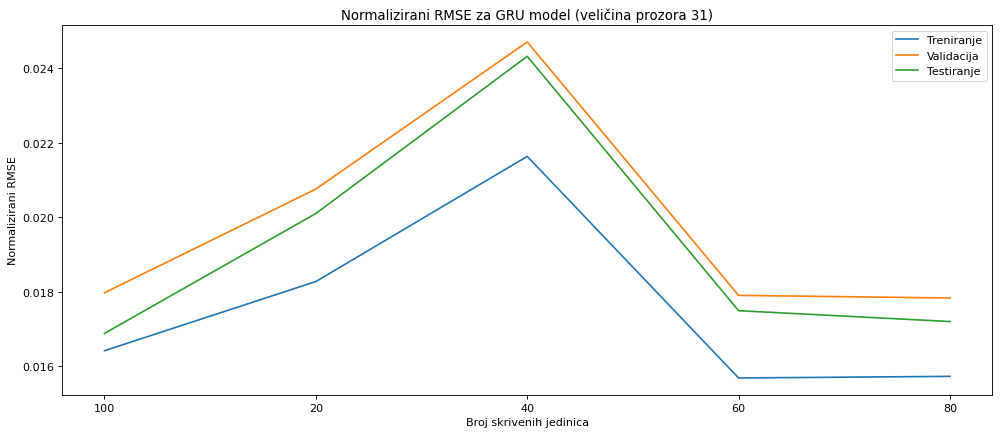 Normalizirani RMSE za GRU model (veličina prozora 31)
Treniranje
Validacija
Testiranje
Normalizirani RMSE
0.024
0.022
0.020
0.018
0.016
100 20 40 60 80
Broj skrivenih jedinica